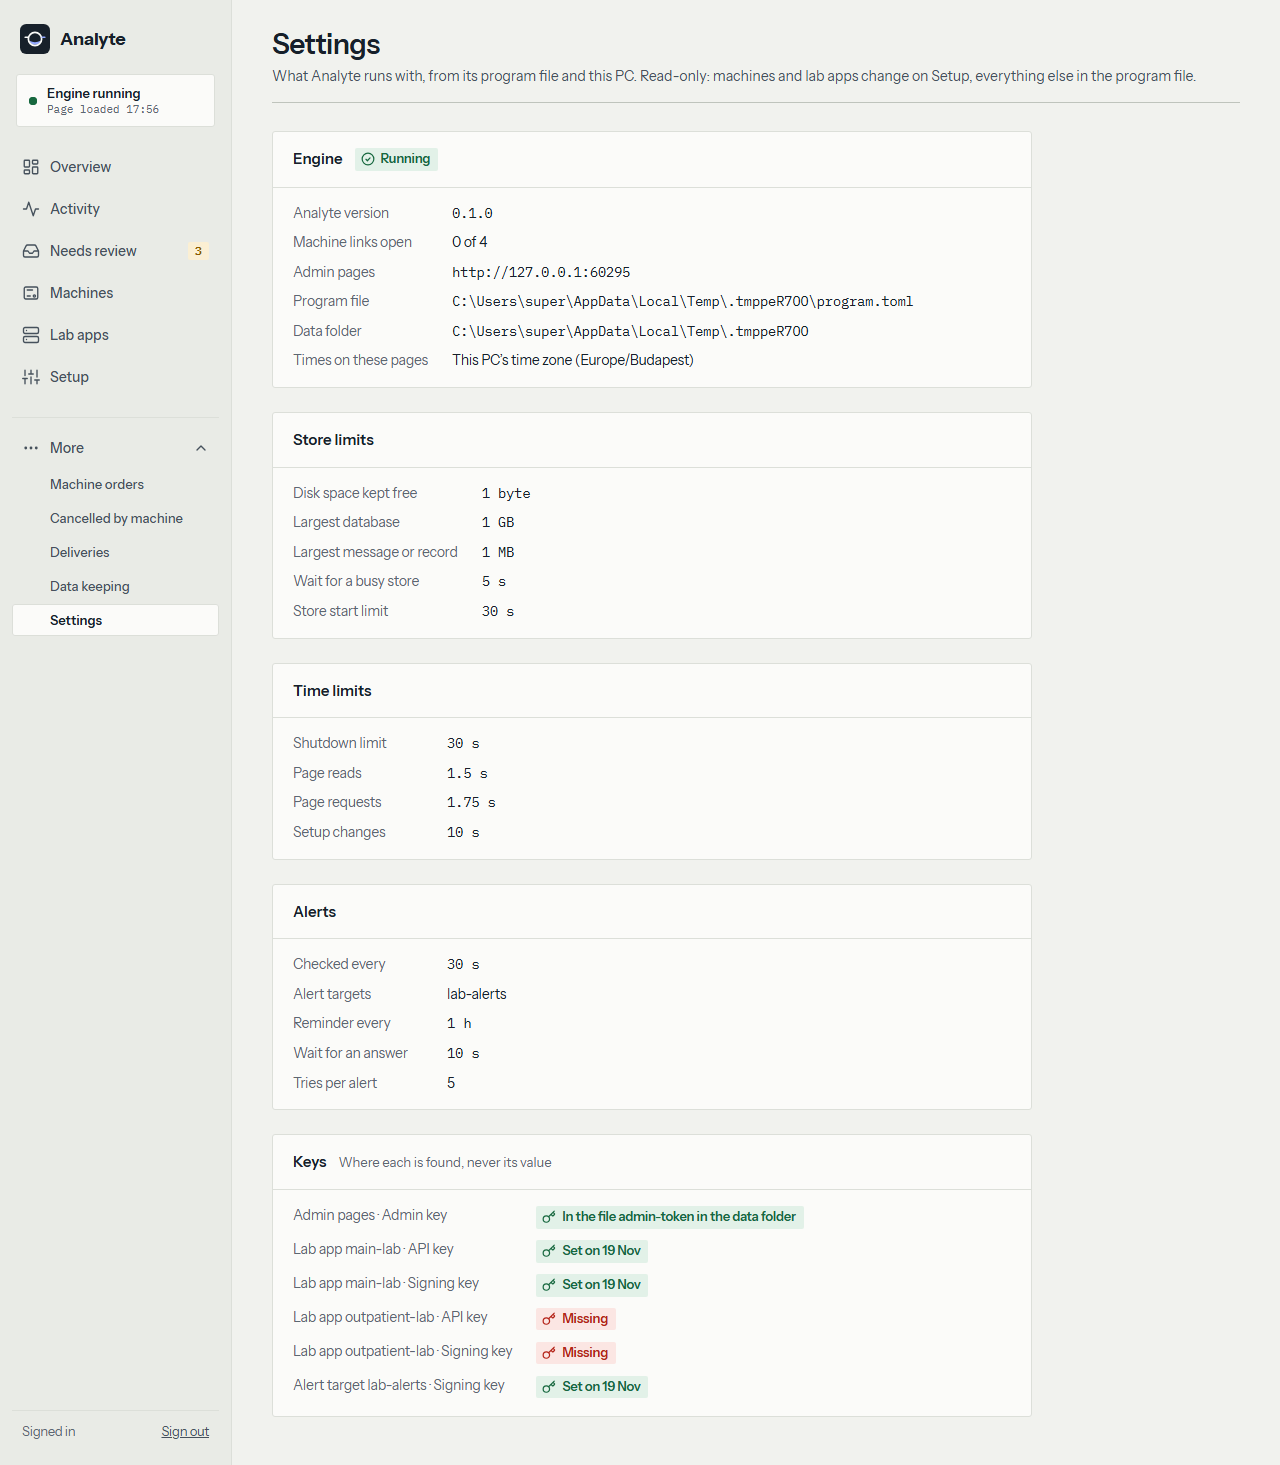 Analyte
Engine running
Page loaded 17:56
Overview
Activity
Needs review 3
Machines
Lab apps
Setup
More
Machine orders
Cancelled by machine
Deliveries
Data keeping
Settings
Signed in Sign out
Settings
What Analyte runs with, from its program file and this PC. Read-only: machines and lab apps change on Setup, everything else in the program file.
Engine Running
Analyte version 0.1.0
Machine links open 0 of 4
Admin pages http://127.0.0.1:60295
Program file C:\Users\super\AppData\Local\Temp\.tmppeR7OO\program.toml
Data folder C:\Users\super\AppData\Local\Temp\.tmppeR7OO
Times on these pages This PC's time zone (Europe/Budapest)
Store limits
Disk space kept free 1 byte
Largest database 1 GB
Largest message or record 1 MB
Wait for a busy store 5 s
Store start limit 30 s
Time limits
Shutdown limit 30 s
Page reads 1.5 s
Page requests 1.75 s
Setup changes 10 s
Alerts
Checked every 30 s
Alert targets lab-alerts
Reminder every 1 h
Wait for an answer 10 s
Tries per alert 5
Keys Where each is found, never its value
Admin pages · Admin key In the file admin-token in the data folder
Lab app main-lab · API key Set on 19 Nov
Lab app main-lab · Signing key Set on 19 Nov
Lab app outpatient-lab · API key Missing
Lab app outpatient-lab · Signing key Missing
Alert target lab-alerts · Signing key Set on 19 Nov